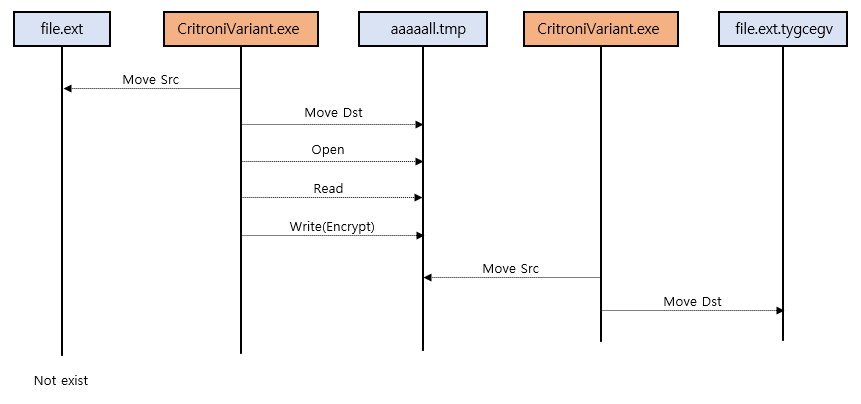 file.ext
CritroniVariant.exe
aaaaall.tmp
CritroniVariant.exe
file.ext.tygcegv
Move Src
Move Dst
Open
Read
Write(Encrypt)
Move Src
Move Dst
Not exist